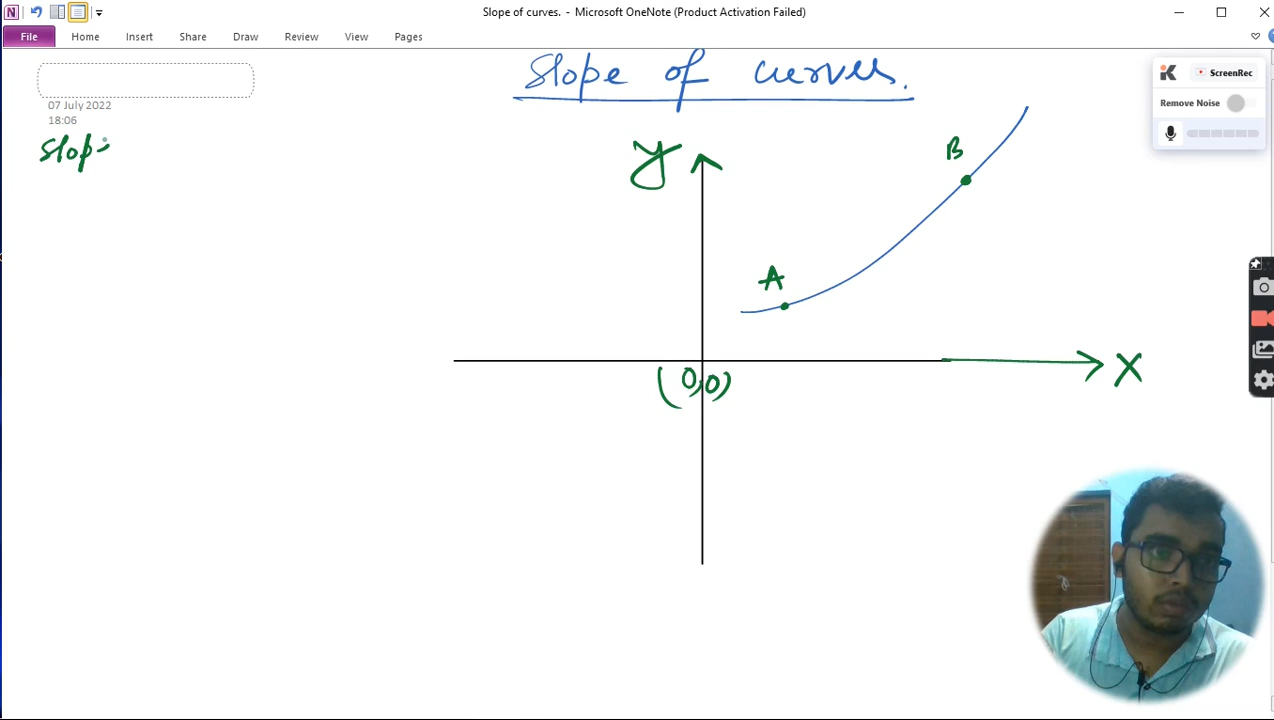 Slope of curves. - Microsoft OneNote (Product Activation Failed)
File Home Insert Share Draw Review View Pages
Slope of curves.
ScreenRec
Remove Noise
07 July 2022
18:06
Slop
Y
B
A
X
(0,0)